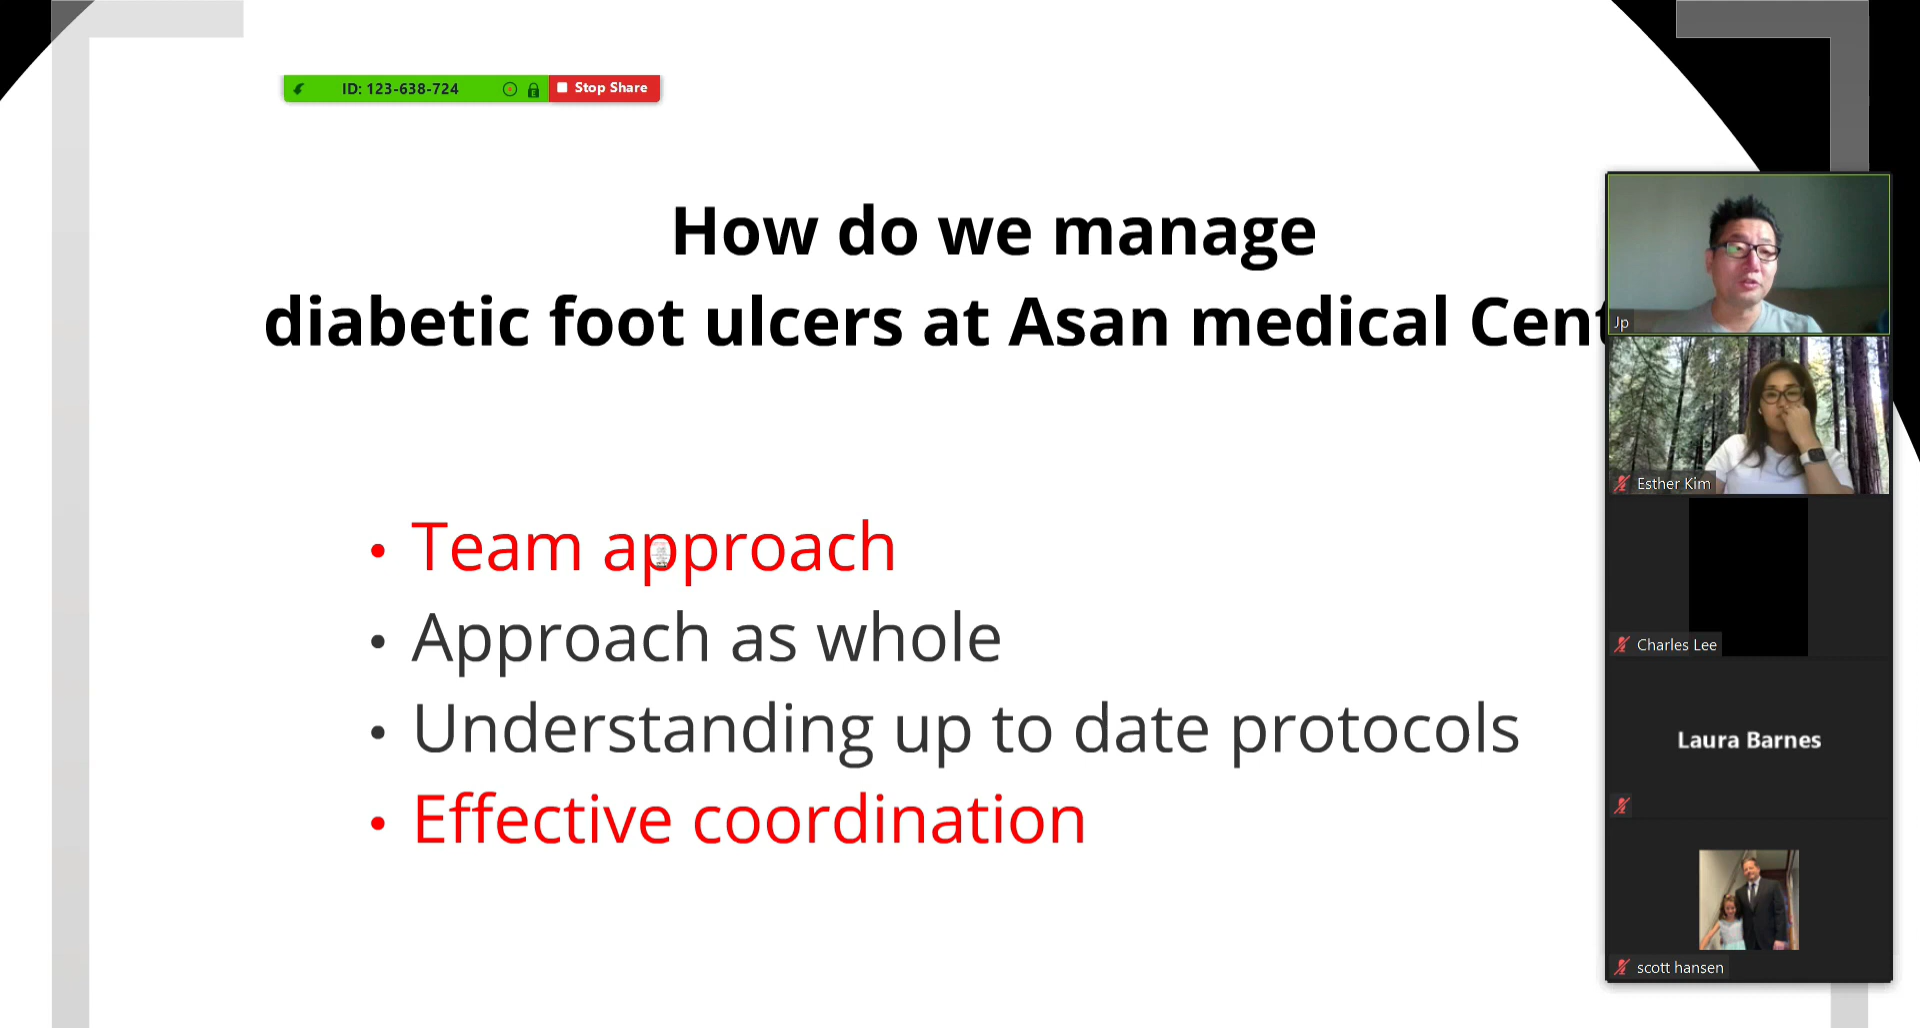 ID: 123-638-724
Stop Share
How do we manage
diabetic foot ulcers at Asan medical Cent
• Team approach
• Approach as whole
• Understanding up to date protocols
• Effective coordination
Jp
Esther Kim
Charles Lee
Laura Barnes
scott hansen